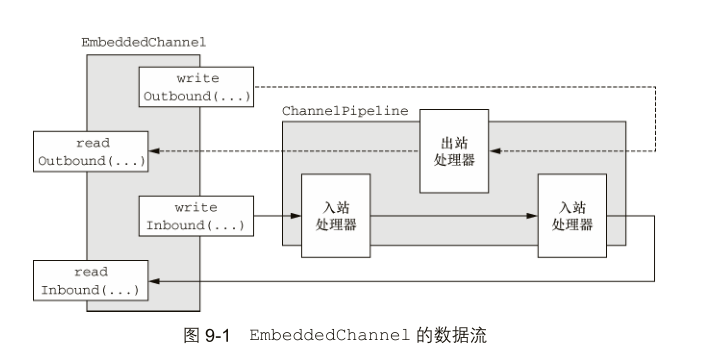 EmbeddedChannel
write
Outbound(...)
ChannelPipeline
read
Outbound(...)
出站
处理器
write
Inbound(...)
入站
处理器
入站
处理器
read
Inbound(...)
图 9-1 EmbeddedChannel 的数据流